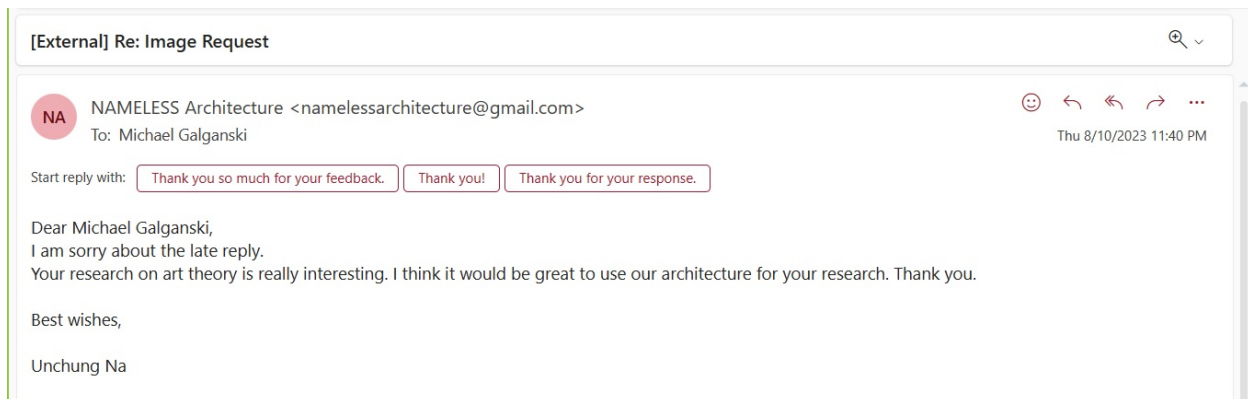 [External] Re: Image Request
NA
NAMELESS Architecture <namelessarchitecture@gmail.com>
To: Michael Galganski
Thu 8/10/2023 11:40 PM
Start reply with: Thank you so much for your feedback. Thank you! Thank you for your response.
Dear Michael Galganski,
I am sorry about the late reply.
Your research on art theory is really interesting. I think it would be great to use our architecture for your research. Thank you.
Best wishes,
Unchung Na